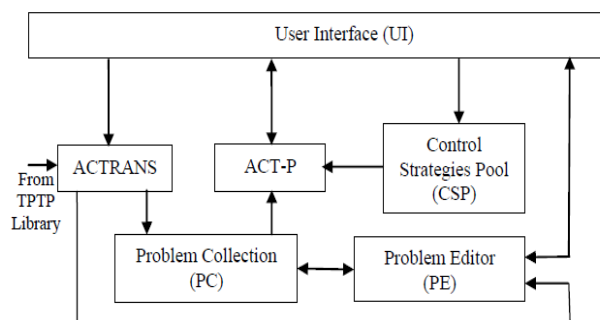 User Interface (UI)
ACTRANS
ACT-P
Control
Strategies Pool
(CSP)
From
TPTP
Library
Problem Collection
(PC)
Problem Editor
(PE)